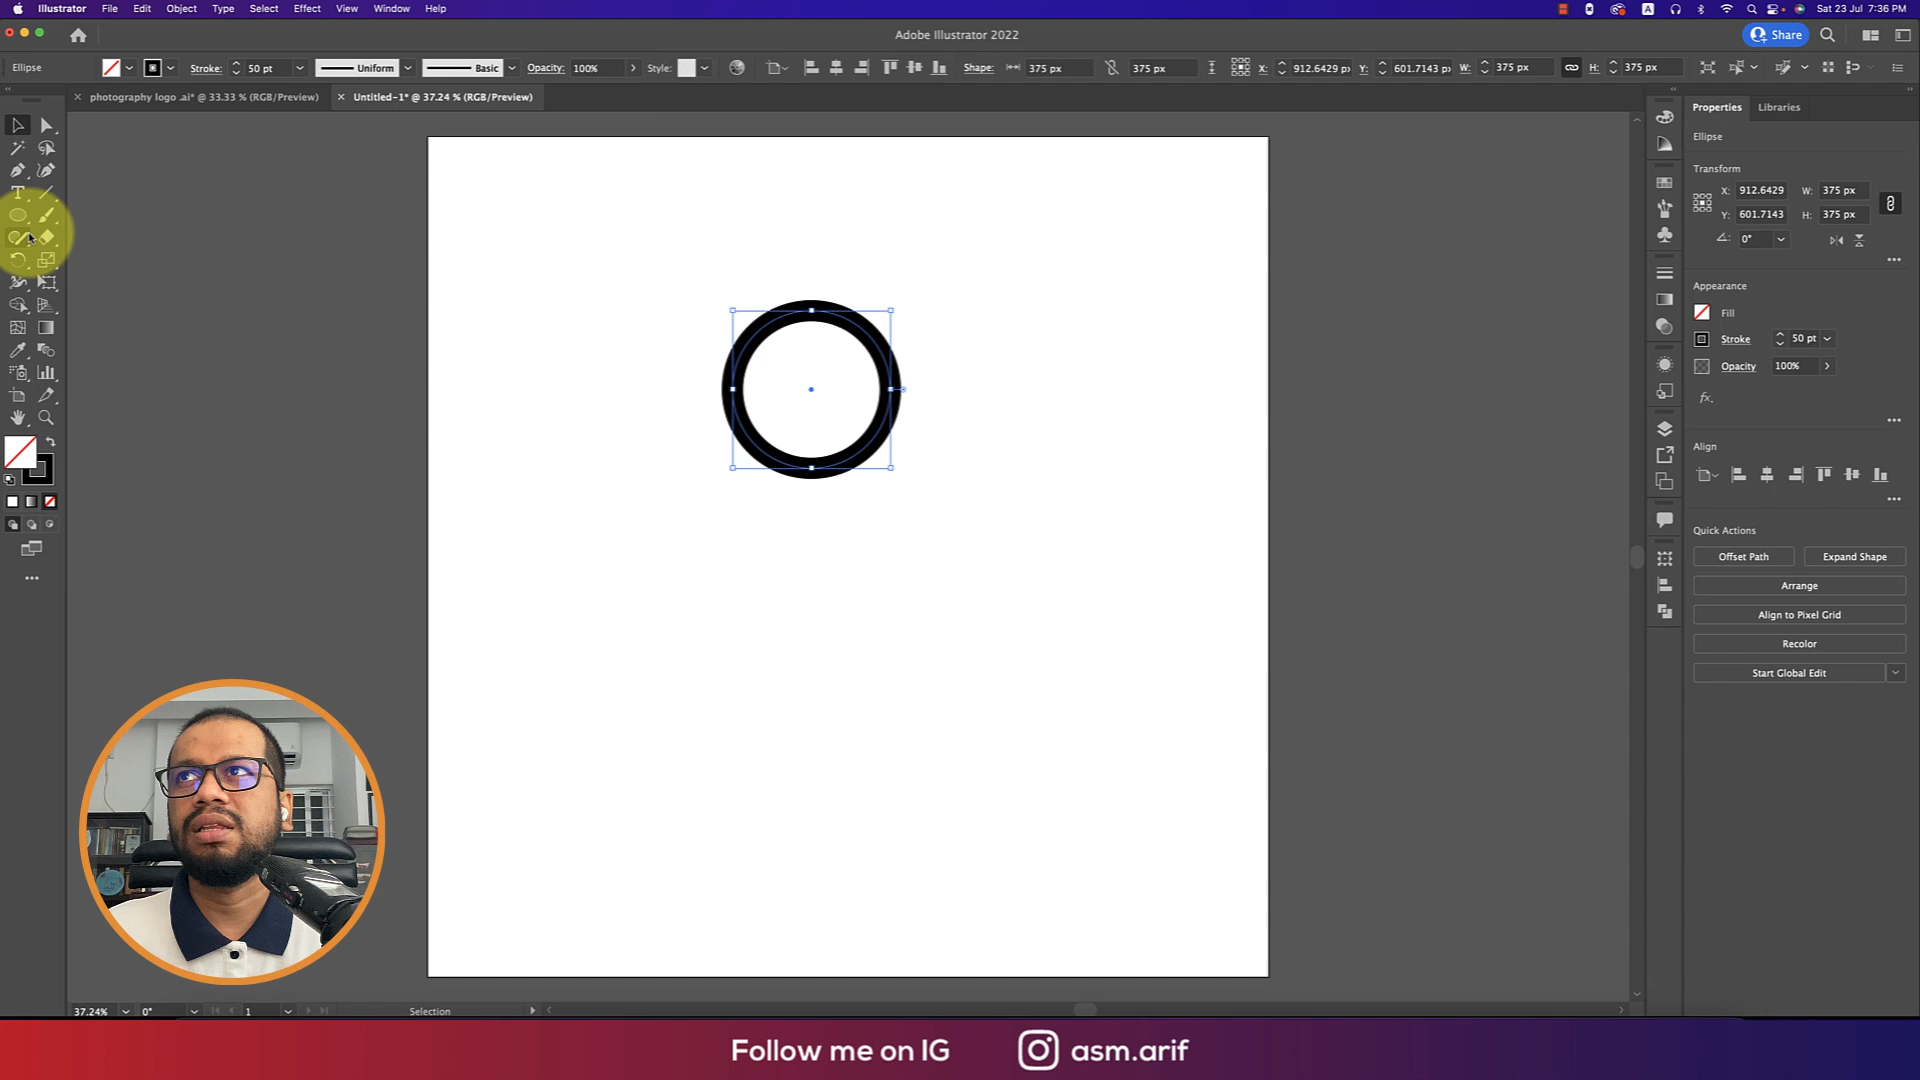 Illustrator File Edit Object Type Select Effect View Window Help
A Sat 23 Jul 7:36 PM
Adobe Illustrator 2022
Share
Ellipse Stroke: 50 pt Uniform Basic Opacity: 100% Style: Shape: 375 px 375 px X: 912.6429 px Y: 601.7143 px W: 375 px H: 375 px
photography logo .ai* @ 33.33 % (RGB/Preview) Untitled-1* @ 37.24 % (RGB/Preview)
Properties Libraries
Ellipse
Transform
X: 912.6429 W: 375 px
Y: 601.7143 H: 375 px
0°
Appearance
Fill
Stroke 50 pt
Opacity 100%
fx.
Align
Quick Actions
Offset Path Expand Shape
Arrange
Align to Pixel Grid
Recolor
Start Global Edit
37.24% 0° 1 Selection
Follow me on IG asm.arif